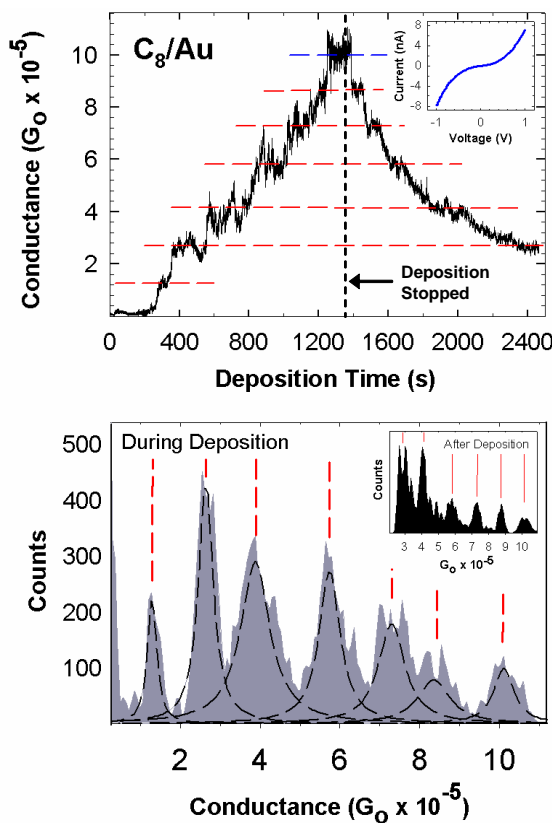 C8/Au
Conductance (Go x 10-5)
10
8
6
4
2
0 400 800 1200 1600 2000 2400
Deposition Time (s)
Deposition
Stopped
Current (nA)
8
4
0
-4
-8
-1 0 1
Voltage (V)
During Deposition
Counts
500
400
300
200
100
2 4 6 8 10
Conductance (Go x 10-5)
After Deposition
Counts
3 4 5 6 7 8 9 10
Go x 10-5